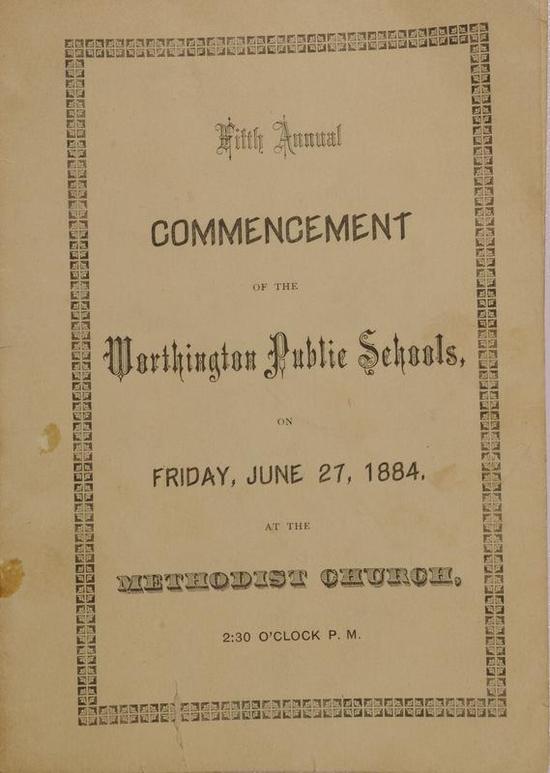 Fifth Annual
COMMENCEMENT
OF THE
Worthington Public Schools,
ON
FRIDAY, JUNE 27, 1884,
AT THE
METHODIST CHURCH,
2:30 O'CLOCK P. M.